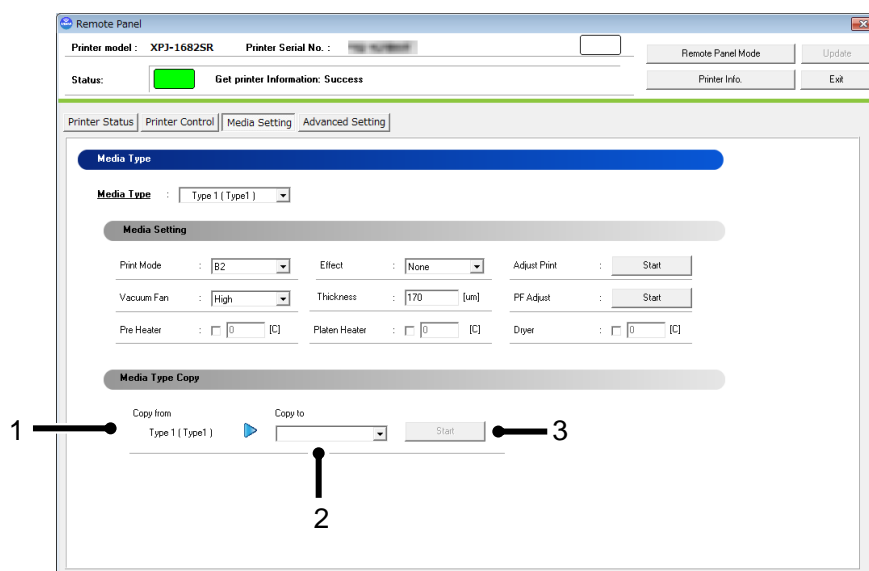 Remote Panel
Printer model : XPJ-1682SR Printer Serial No. :
Remote Panel Mode Update
Status: Get printer Information: Success
Printer Info. Exit
Printer Status Printer Control Media Setting Advanced Setting
Media Type
Media Type : Type 1 ( Type1 )
Media Setting
Print Mode : B2 Effect : None Adjust Print : Start
Vacuum Fan : High Thickness : 170 [um] PF Adjust : Start
Pre Heater : 0 [C] Platen Heater : 0 [C] Dryer : 0 [C]
Media Type Copy
Copy from Copy to
1 Type 1 ( Type1 ) Start 3
2